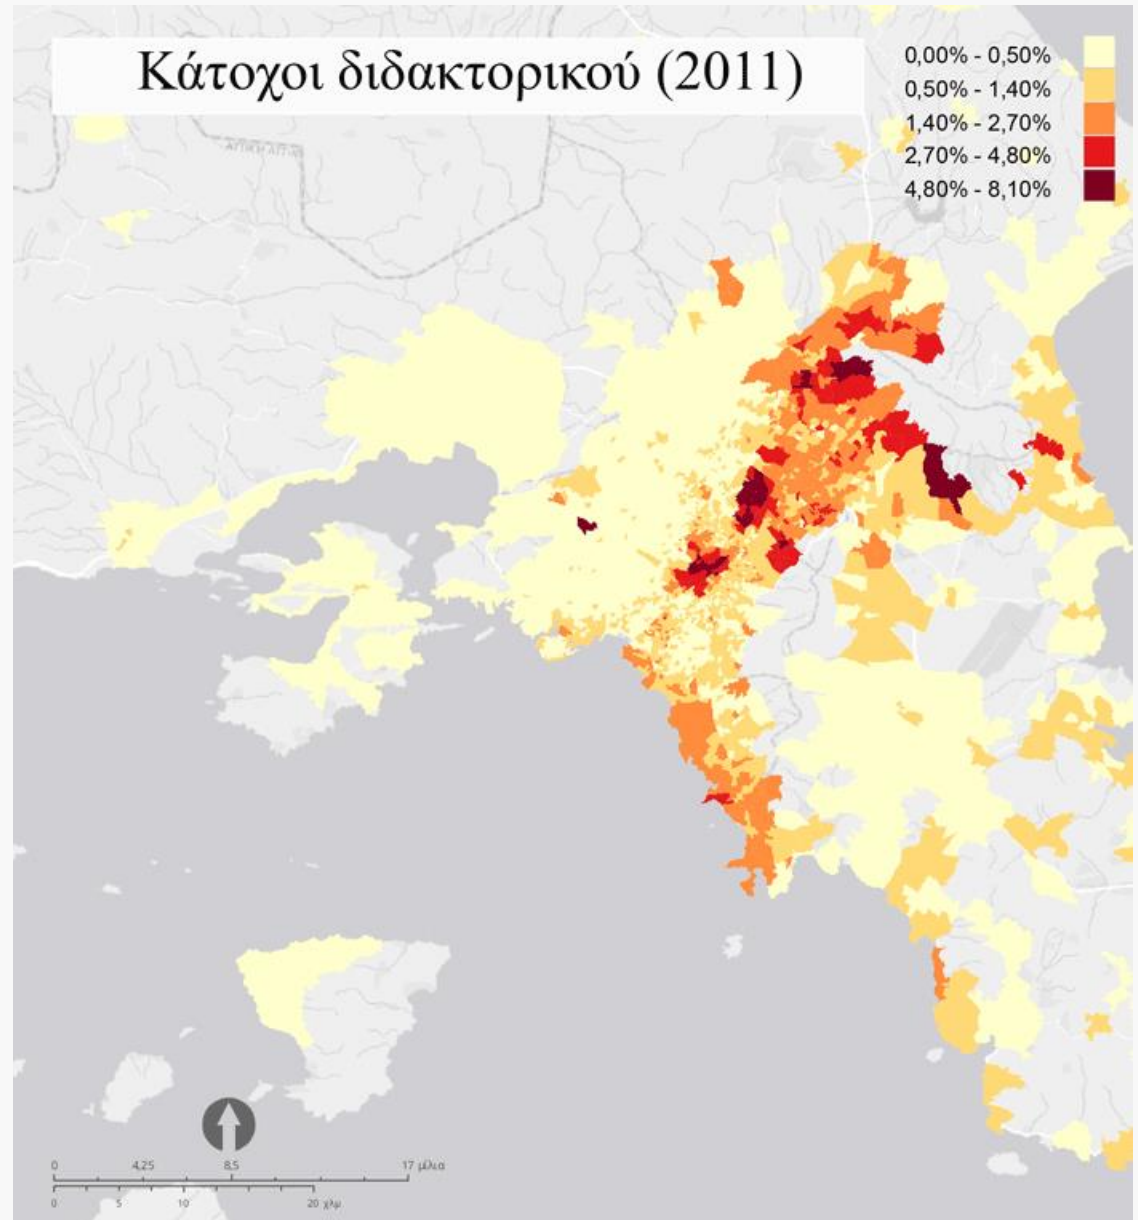 Κάτοχοι διδακτορικού (2011)
0,00% - 0,50%
0,50% - 1,40%
1,40% - 2,70%
2,70% - 4,80%
4,80% - 8,10%
0 4,25 8,5 17 μίλια
0 5 10 20 χλμ